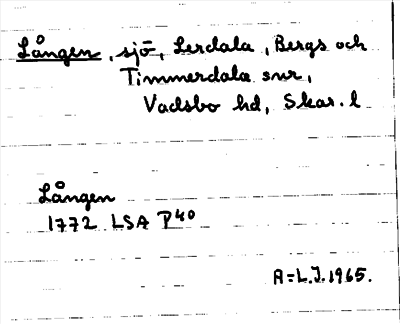 Lången, sjö, Lerdala, Bergs och
Timmerdala snr,
Vadsbo hd, Skar. l
Lången
1772 LSA P40
A=L.J. 1965.